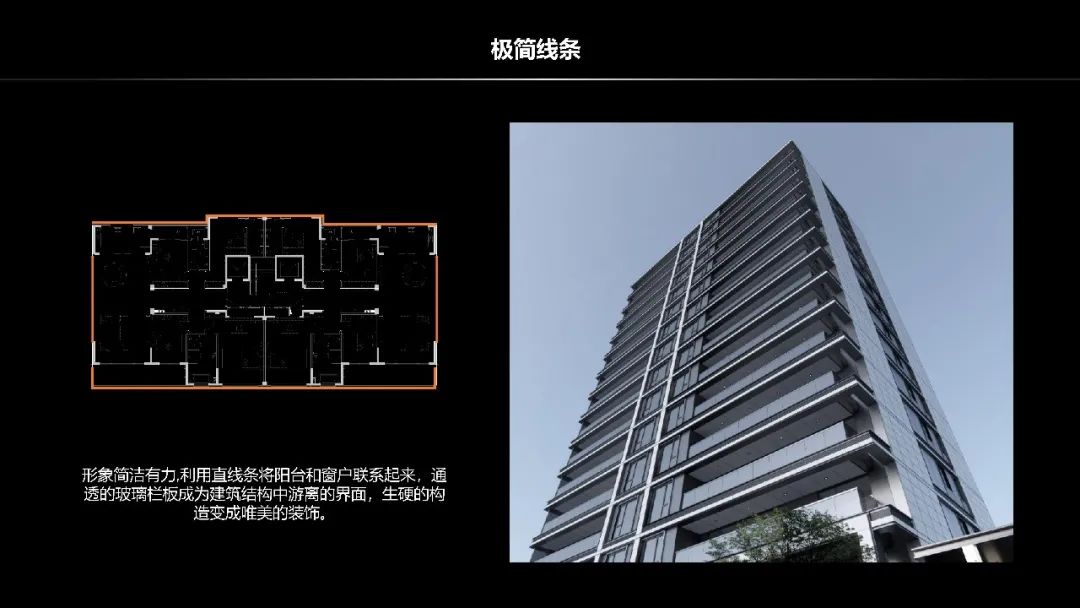 极简线条
形象简洁有力,利用直线条将阳台和窗户联系起来，通
透的玻璃栏板成为建筑结构中游离的界面，生硬的构
造变成唯美的装饰。